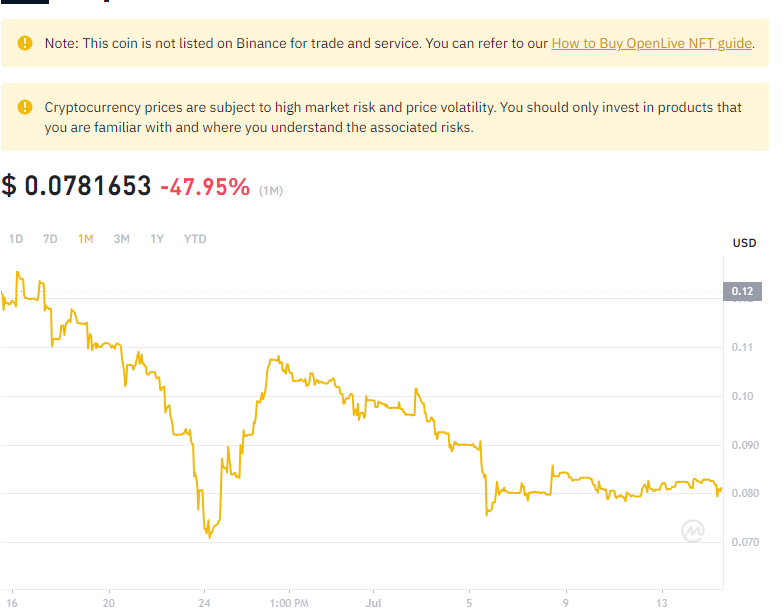 Note: This coin is not listed on Binance for trade and service. You can refer to our How to Buy OpenLive NFT guide.
Cryptocurrency prices are subject to high market risk and price volatility. You should only invest in products that
you are familiar with and where you understand the associated risks.
$ 0.0781653 -47.95% (1M)
1D 7D 1M 3M 1Y YTD
USD
0.12
0.11
0.10
0.090
0.080
0.070
16 20 24 1:00 PM Jul 5 9 13